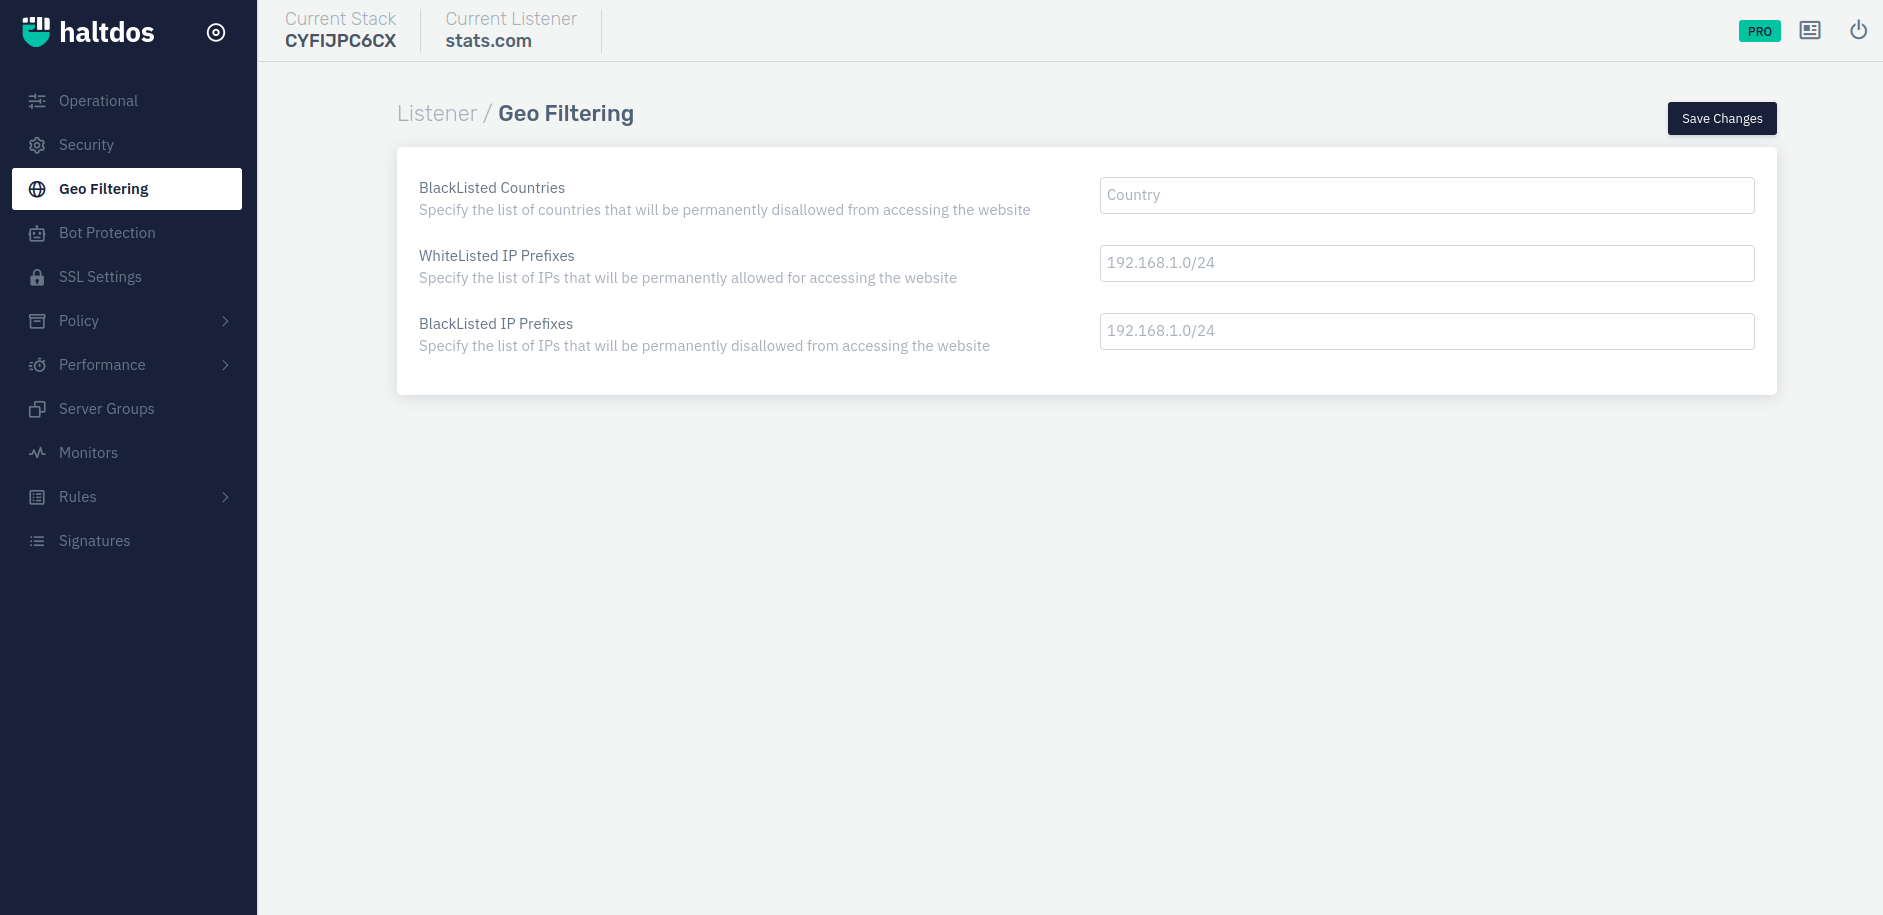 haltdos
Operational
Security
Geo Filtering
Bot Protection
SSL Settings
Policy
Performance
Server Groups
Monitors
Rules
Signatures
Current Stack
CYFIJPC6CX
Current Listener
stats.com
PRO
Listener / Geo Filtering
Save Changes
BlackListed Countries
Specify the list of countries that will be permanently disallowed from accessing the website
Country
WhiteListed IP Prefixes
Specify the list of IPs that will be permanently allowed for accessing the website
192.168.1.0/24
BlackListed IP Prefixes
Specify the list of IPs that will be permanently disallowed from accessing the website
192.168.1.0/24